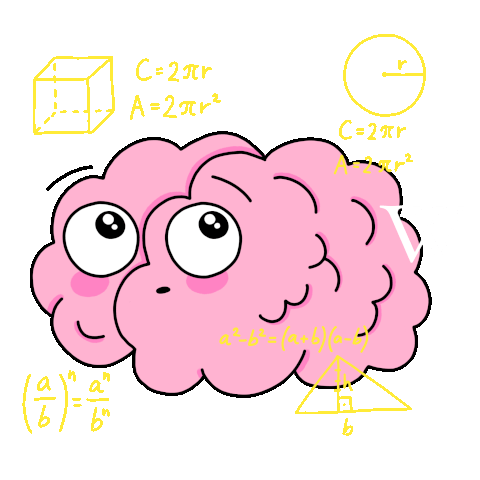 C=2πr
A=2πr²
r
C=2πr
A=2πr²
a²-b²=(a+b)(a-b)
(a/b)ⁿ=aⁿ/bⁿ
h
b